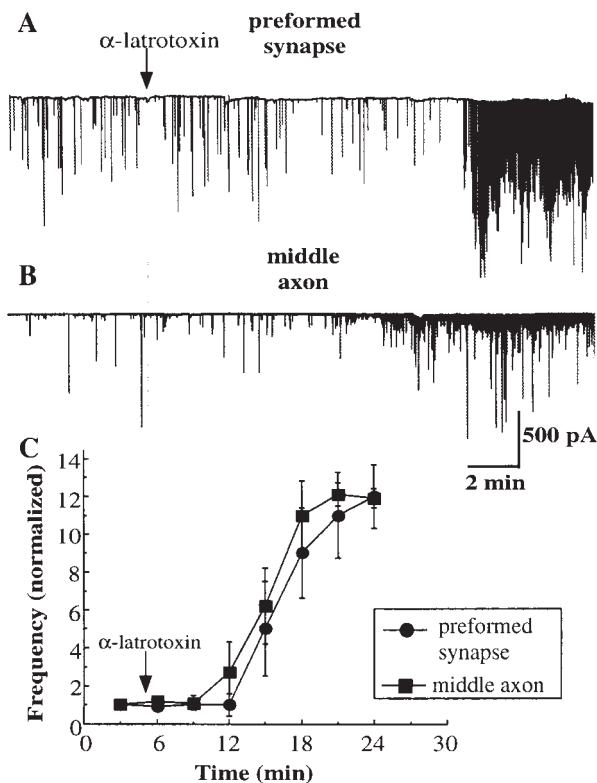 A
preformed
synapse
α-latrotoxin
B
middle
axon
500 pA
2 min
C
Frequency (normalized)
14
12
10
8
6
4
2
0
α-latrotoxin
preformed
synapse
middle axon
0 6 12 18 24 30
Time (min)